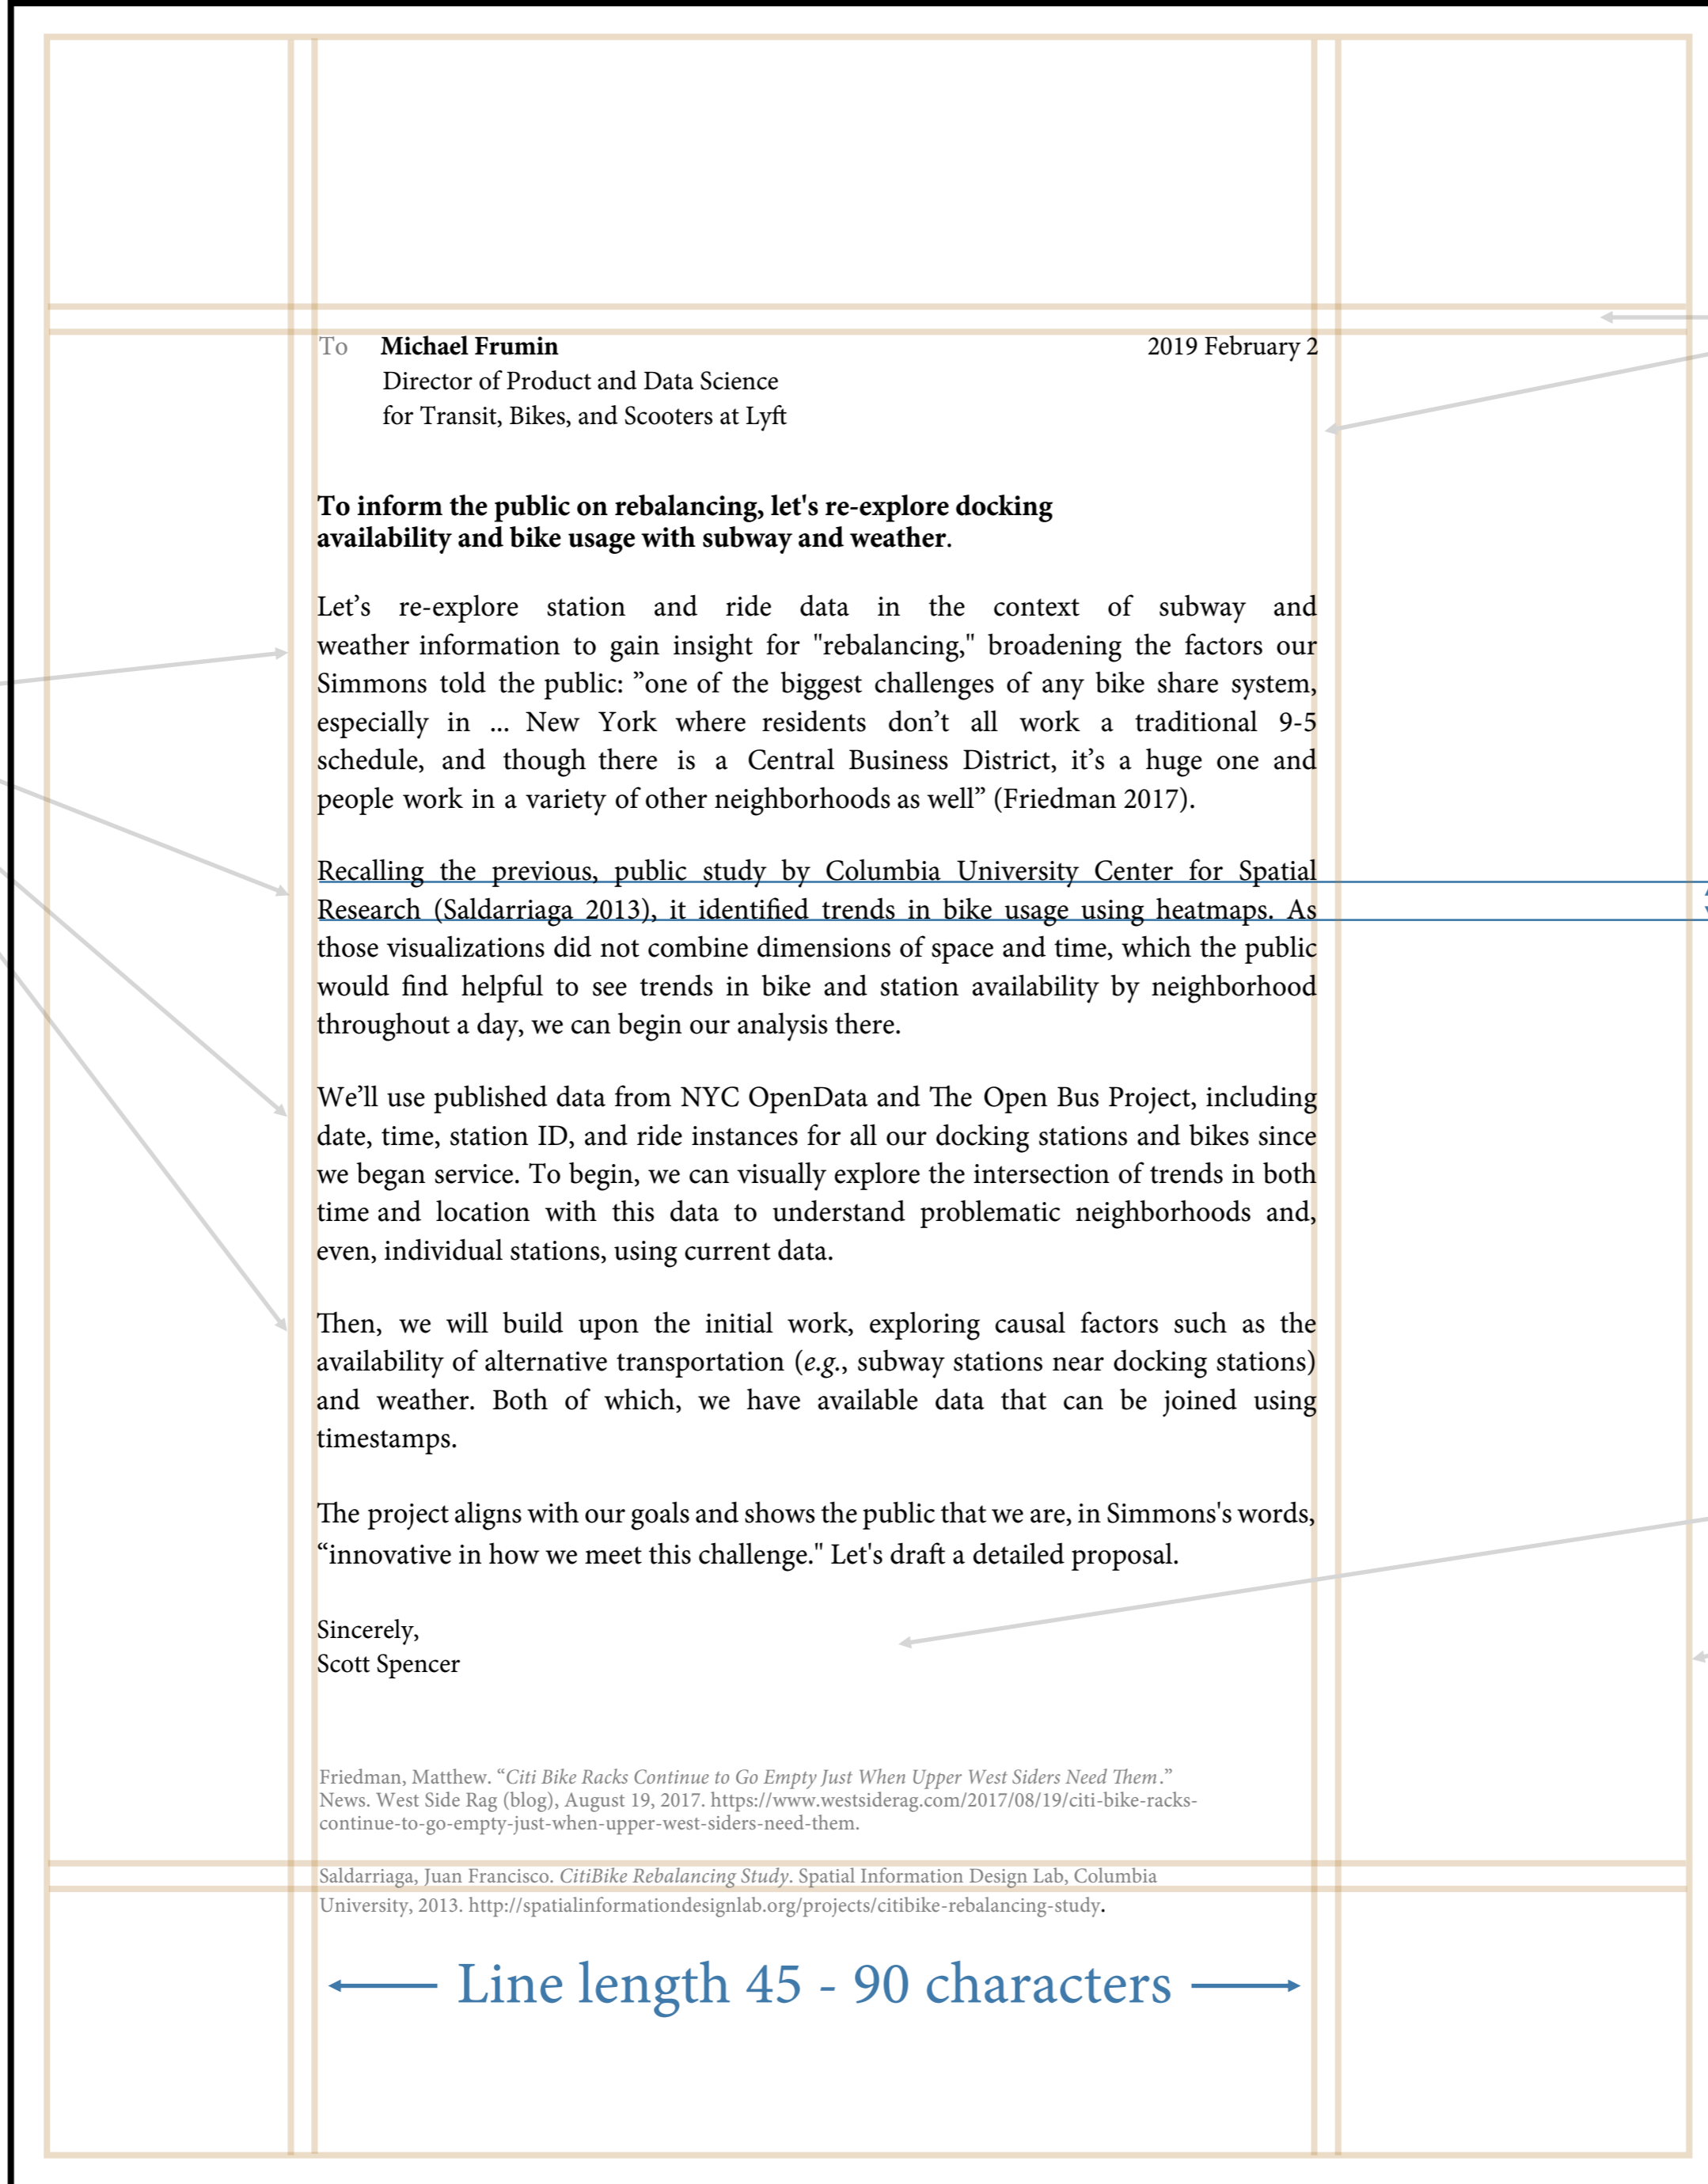 To Michael Frumin 2019 February 2
Director of Product and Data Science
for Transit, Bikes, and Scooters at Lyft
To inform the public on rebalancing, let's re-explore docking
availability and bike usage with subway and weather.
Let’s re-explore station and ride data in the context of subway and
weather information to gain insight for "rebalancing," broadening the factors our
Simmons told the public: ”one of the biggest challenges of any bike share system,
especially in ... New York where residents don’t all work a traditional 9-5
schedule, and though there is a Central Business District, it’s a huge one and
people work in a variety of other neighborhoods as well” (Friedman 2017).
Recalling the previous, public study by Columbia University Center for Spatial
Research (Saldarriaga 2013), it identified trends in bike usage using heatmaps. As
those visualizations did not combine dimensions of space and time, which the public
would find helpful to see trends in bike and station availability by neighborhood
throughout a day, we can begin our analysis there.
We’ll use published data from NYC OpenData and The Open Bus Project, including
date, time, station ID, and ride instances for all our docking stations and bikes since
we began service. To begin, we can visually explore the intersection of trends in both
time and location with this data to understand problematic neighborhoods and,
even, individual stations, using current data.
Then, we will build upon the initial work, exploring causal factors such as the
availability of alternative transportation (e.g., subway stations near docking stations)
and weather. Both of which, we have available data that can be joined using
timestamps.
The project aligns with our goals and shows the public that we are, in Simmons's words,
“innovative in how we meet this challenge." Let's draft a detailed proposal.
Sincerely,
Scott Spencer
Friedman, Matthew. “Citi Bike Racks Continue to Go Empty Just When Upper West Siders Need Them.”
News. West Side Rag (blog), August 19, 2017. https://www.westsiderag.com/2017/08/19/citi-bike-racks-
continue-to-go-empty-just-when-upper-west-siders-need-them.
Saldarriaga, Juan Francisco. CitiBike Rebalancing Study. Spatial Information Design Lab, Columbia
University, 2013. http://spatialinformationdesignlab.org/projects/citibike-rebalancing-study.
Line length 45 - 90 characters